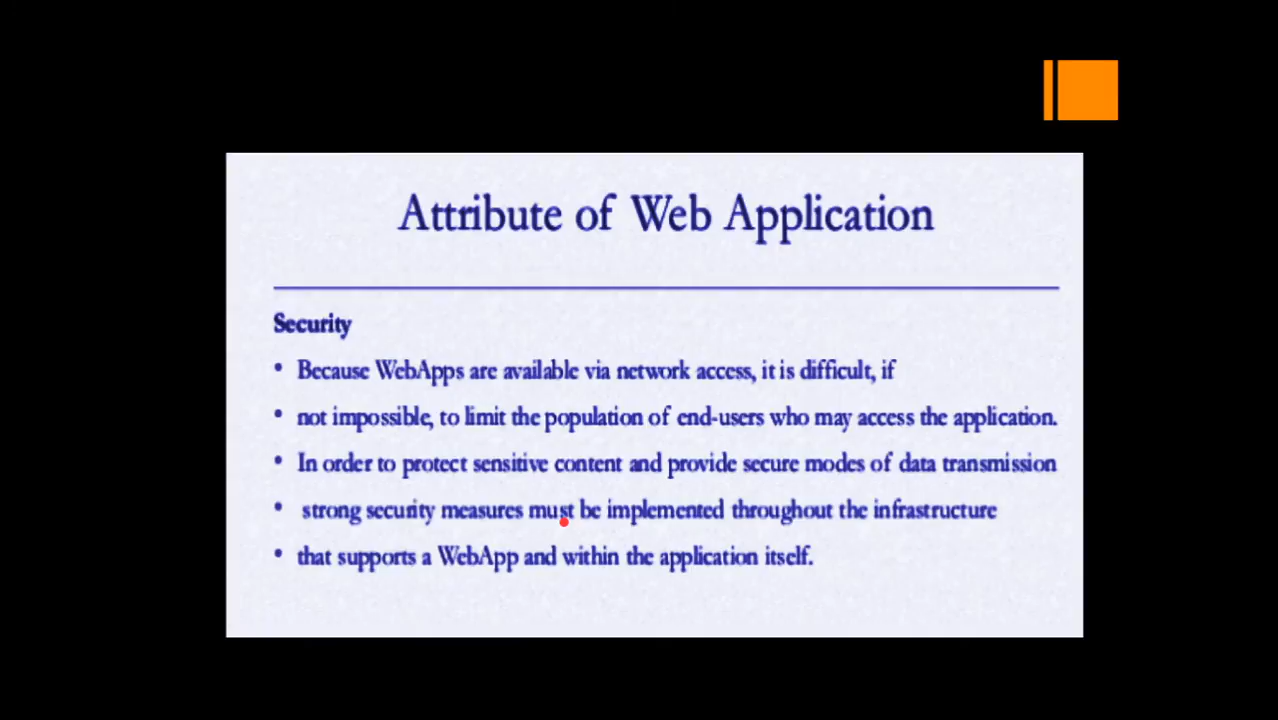 Attribute of Web Application
Security
• Because WebApps are available via network access, it is difficult, if
• not impossible, to limit the population of end-users who may access the application.
• In order to protect sensitive content and provide secure modes of data transmission
• strong security measures must be implemented throughout the infrastructure
• that supports a WebApp and within the application itself.